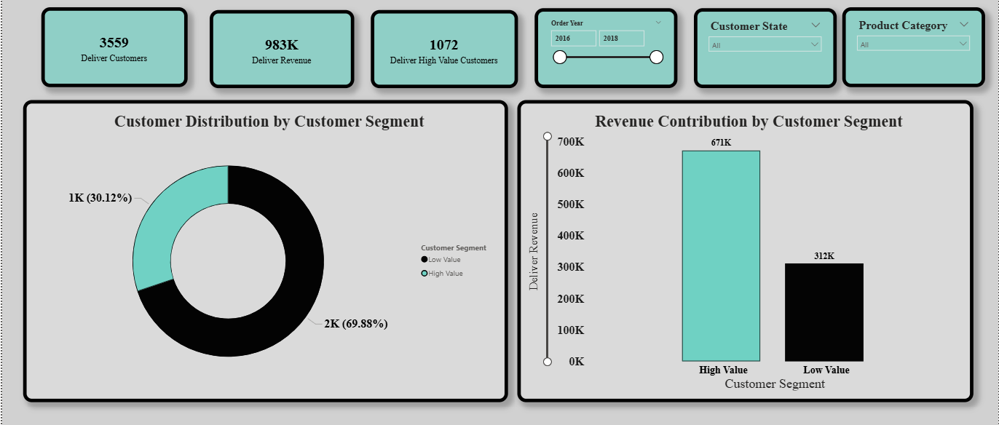 3559
Deliver Customers
983K
Deliver Revenue
1072
Deliver High Value Customers
Order Year
2016
2018
Customer State
All
Product Category
All
Customer Distribution by Customer Segment
1K (30.12%)
2K (69.88%)
Customer Segment
Low Value
High Value
Revenue Contribution by Customer Segment
Deliver Revenue
700K
600K
500K
400K
300K
200K
100K
0K
671K
312K
High Value
Low Value
Customer Segment